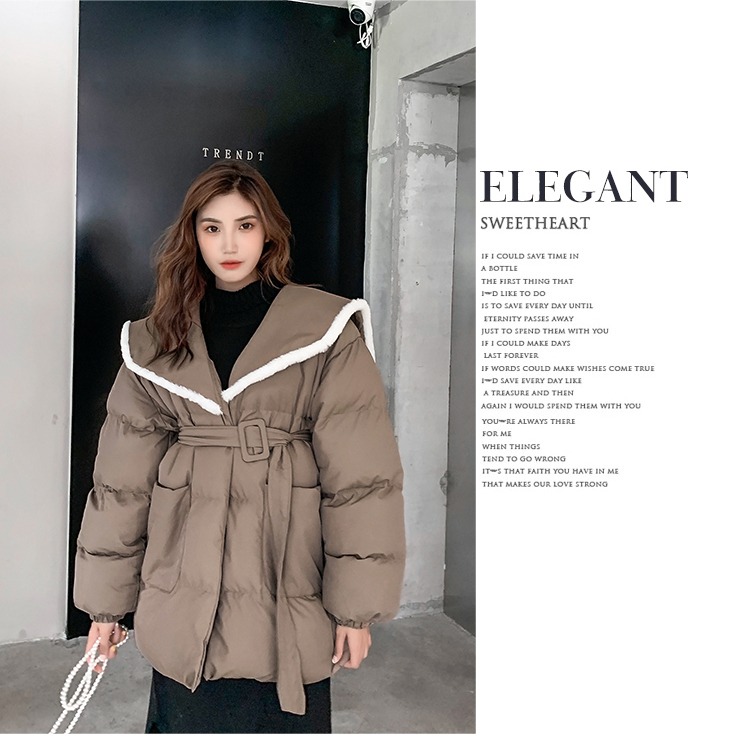 TRENDT
ELEGANT
SWEETHEART
IF I COULD SAVE TIME IN
A BOTTLE
THE FIRST THING THAT
I™D LIKE TO DO
IS TO SAVE EVERY DAY UNTIL
ETERNITY PASSES AWAY
JUST TO SPEND THEM WITH YOU
IF I COULD MAKE DAYS
LAST FOREVER
IF WORDS COULD MAKE WISHES COME TRUE
I™D SAVE EVERY DAY LIKE
A TREASURE AND THEN
AGAIN I WOULD SPEND THEM WITH YOU
YOU™RE ALWAYS THERE
FOR ME
WHEN THINGS
TEND TO GO WRONG
IT™S THAT FAITH YOU HAVE IN ME
THAT MAKES OUR LOVE STRONG